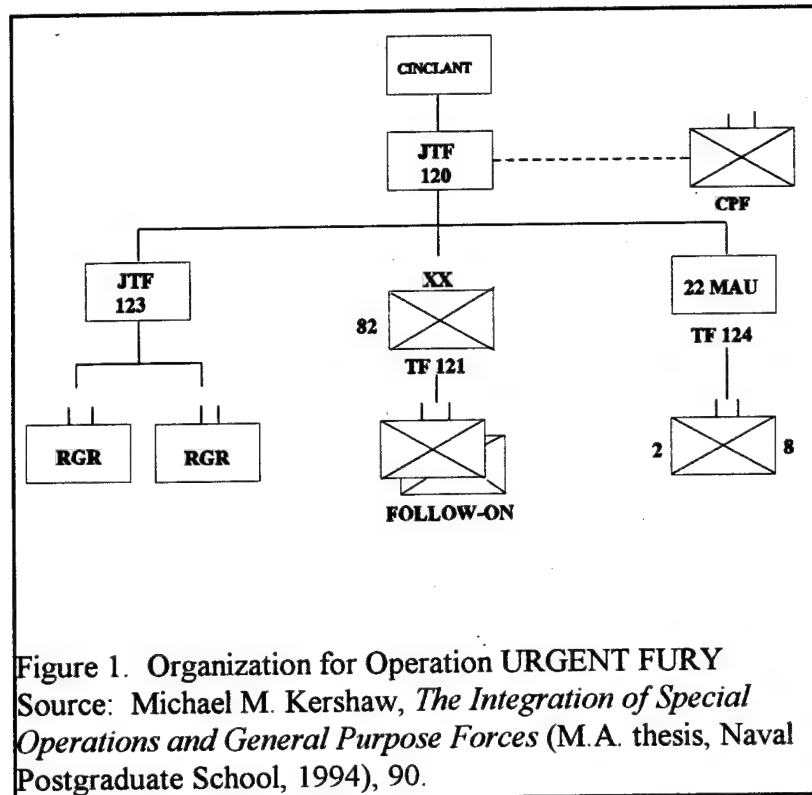 CINCLANT
JTF
120
CPF
JTF
123
XX
82
TF 121
22 MAU
TF 124
RGR
RGR
FOLLOW-ON
2
8
Figure 1. Organization for Operation URGENT FURY
Source: Michael M. Kershaw, The Integration of Special
Operations and General Purpose Forces (M.A. thesis, Naval
Postgraduate School, 1994), 90.